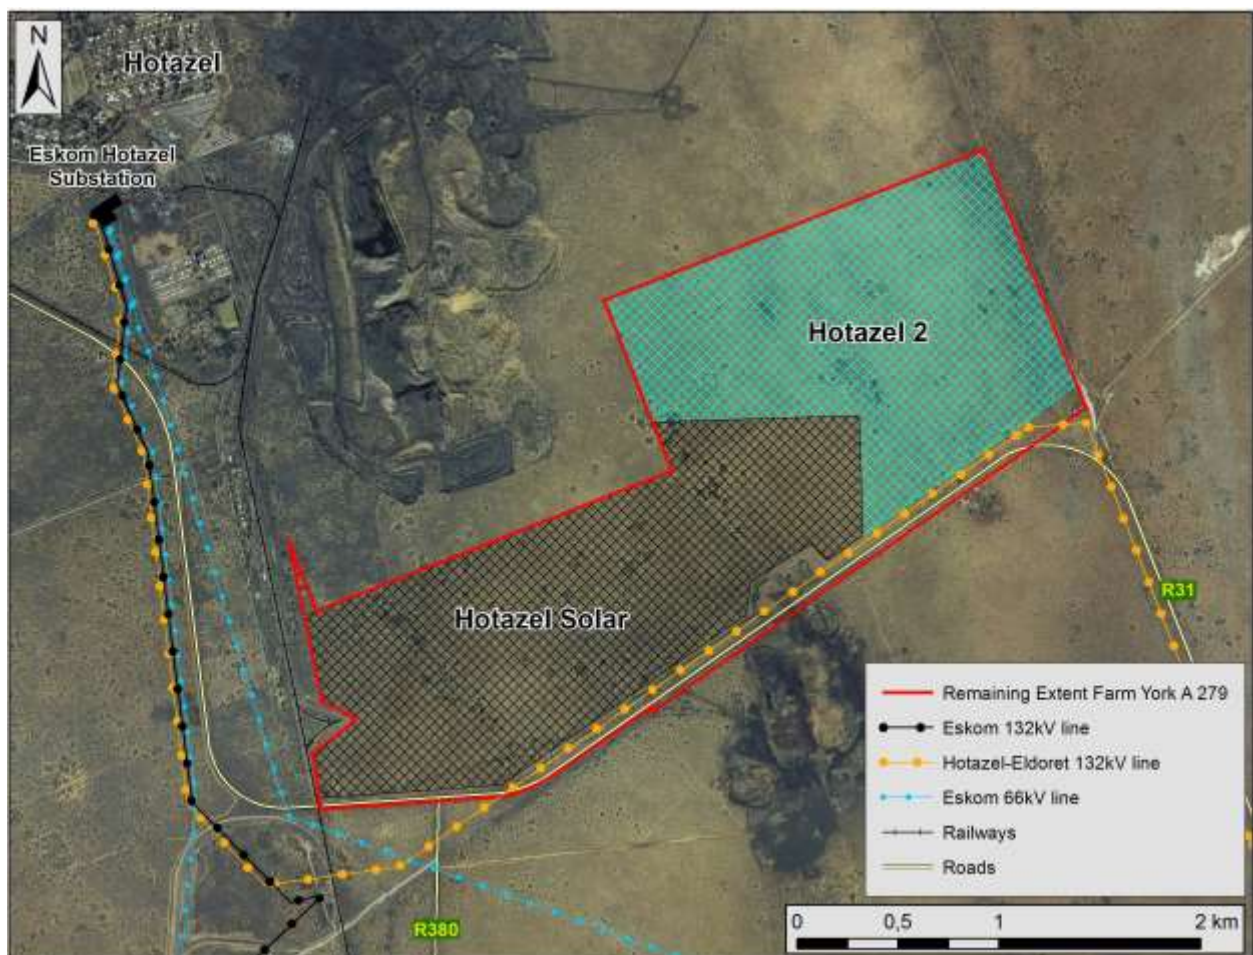 N
Hotazel
Eskom Hotazel
Substation
Hotazel 2
Hotazel Solar
R31
R380
Remaining Extent Farm York A 279
Eskom 132kV line
Hotazel-Eldoret 132kV line
Eskom 66kV line
Railways
Roads
0 0,5 1 2 km